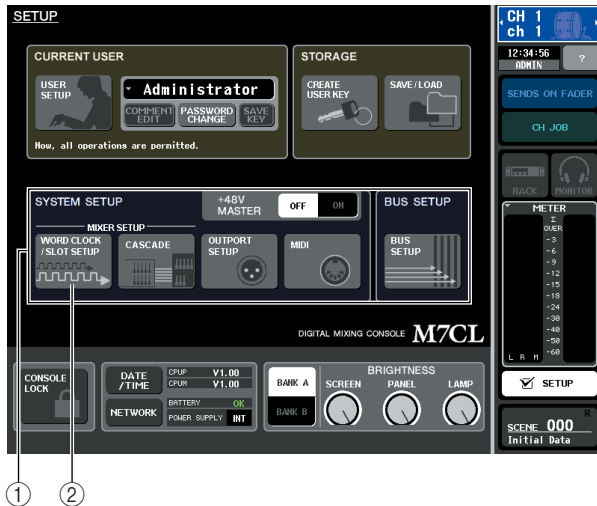 SETUP
CURRENT USER
USER
SETUP
Administrator
COMMENT
EDIT
PASSWORD
CHANGE
SAVE
KEY
Now, all operations are permitted.
STORAGE
CREATE
USER KEY
SAVE/LOAD
SYSTEM SETUP
+48V
MASTER
OFF
ON
MIXER SETUP
WORD CLOCK
/SLOT SETUP
CASCADE
OUTPORT
SETUP
MIDI
BUS SETUP
BUS
SETUP
DIGITAL MIXING CONSOLE M7CL
CONSOLE
LOCK
DATE
/TIME
CPUP V1.00
CPUM V1.00
NETWORK
BATTERY OK
POWER SUPPLY INT
BANK A
BANK B
BRIGHTNESS
SCREEN
PANEL
LAMP
CH 1
ch 1
12:34:56
ADMIN
?
SENDS ON FADER
CH JOB
RACK
MONITOR
METER
Σ
OVER
-3
-6
-9
-12
-15
-18
-24
-30
-40
-50
-60
L R M
SETUP
R
SCENE 000
Initial Data
① ②